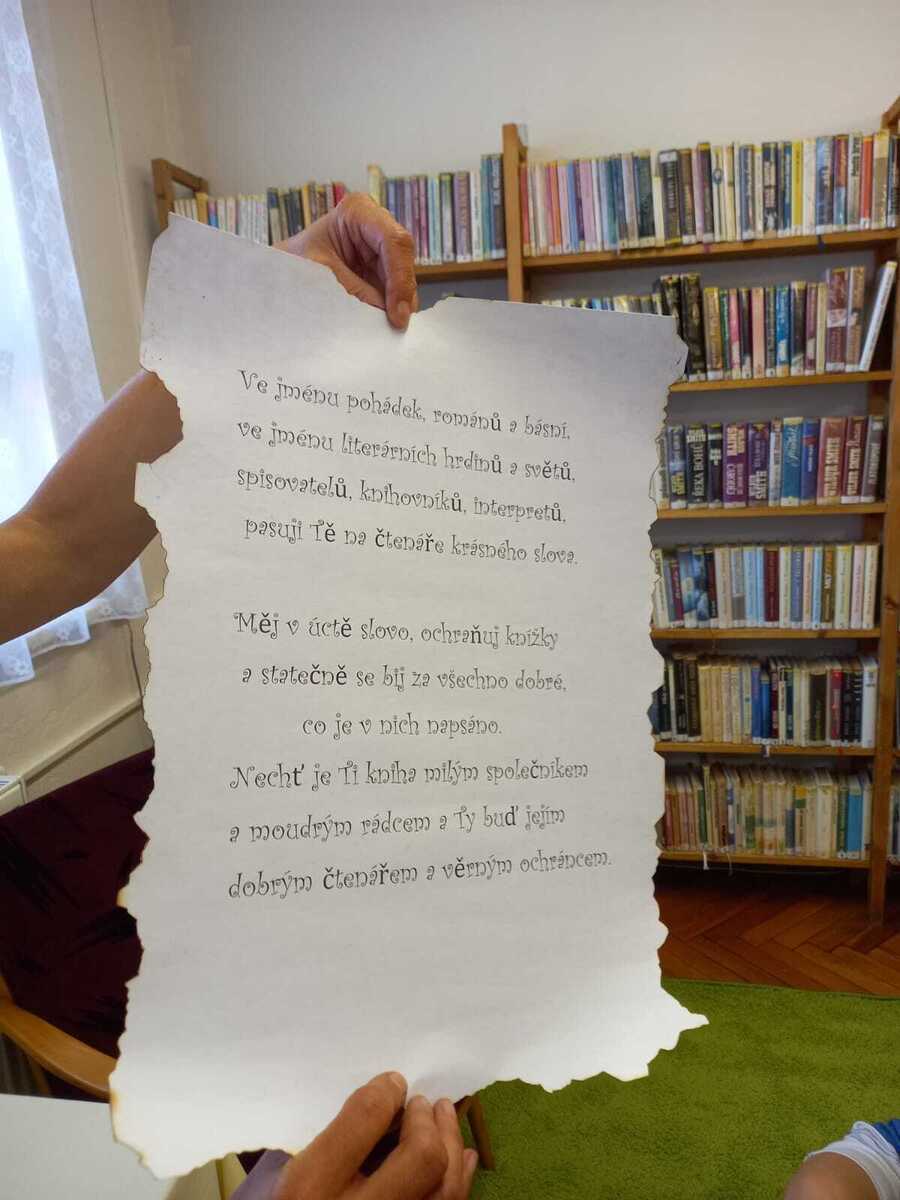 Ve jménu pohádek, románů a básní,
ve jménu literárních hrdinů a světů,
spisovatelů, knihovníků, interpretů,
pasuji Tě na čtenáře krásného slova.
Měj v úctě slovo, ochraňuj knížky
a statečně se bij za všechno dobré,
co je v nich napsáno.
Nechť je Ti kniha milým společníkem
a moudrým rádcem a Ty buď jejím
dobrým čtenářem a věrným ochráncem.